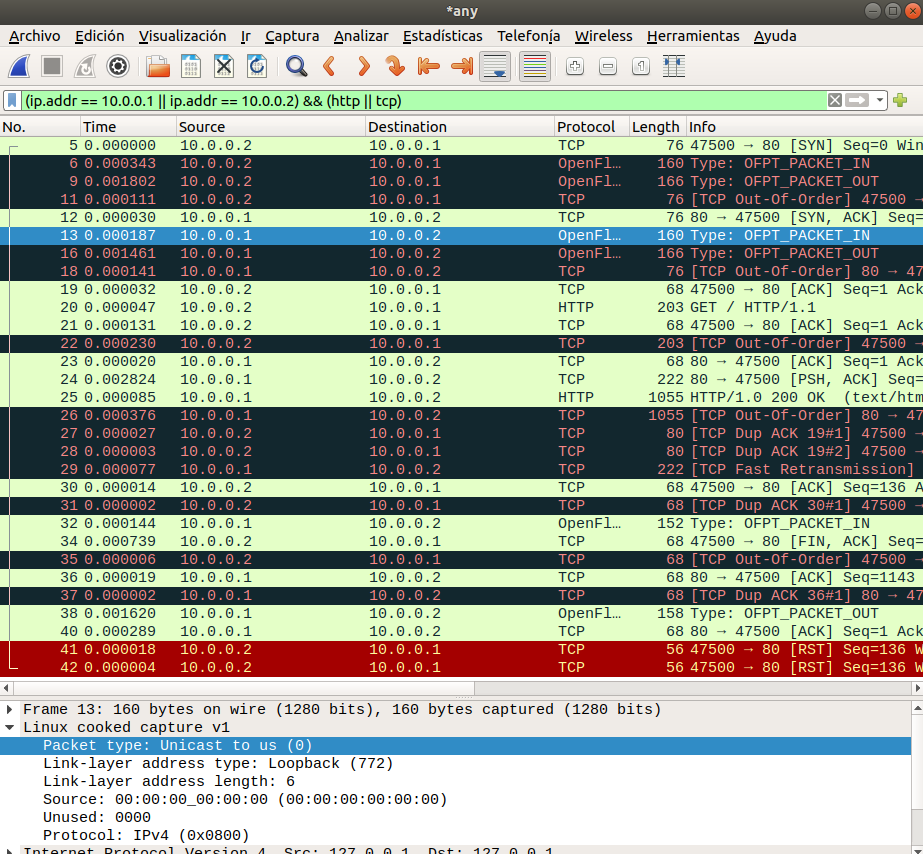 *any
Archivo Edición Visualización Ir Captura Analizar Estadísticas Telefonía Wireless Herramientas Ayuda
(ip.addr == 10.0.0.1 || ip.addr == 10.0.0.2) && (http || tcp)
No. Time Source Destination Protocol Length Info
5 0.000000 10.0.0.2 10.0.0.1 TCP 76 47500 → 80 [SYN] Seq=0 Win
6 0.000343 10.0.0.2 10.0.0.1 OpenFl… 160 Type: OFPT_PACKET_IN
9 0.001802 10.0.0.2 10.0.0.1 OpenFl… 166 Type: OFPT_PACKET_OUT
11 0.000111 10.0.0.2 10.0.0.1 TCP 76 [TCP Out-Of-Order] 47500 →
12 0.000030 10.0.0.1 10.0.0.2 TCP 76 80 → 47500 [SYN, ACK] Seq=
13 0.000187 10.0.0.1 10.0.0.2 OpenFl… 160 Type: OFPT_PACKET_IN
16 0.001461 10.0.0.1 10.0.0.2 OpenFl… 166 Type: OFPT_PACKET_OUT
18 0.000141 10.0.0.1 10.0.0.2 TCP 76 [TCP Out-Of-Order] 80 → 47
19 0.000032 10.0.0.2 10.0.0.1 TCP 68 47500 → 80 [ACK] Seq=1 Ack
20 0.000047 10.0.0.2 10.0.0.1 HTTP 203 GET / HTTP/1.1
21 0.000131 10.0.0.2 10.0.0.1 TCP 68 47500 → 80 [ACK] Seq=1 Ack
22 0.000230 10.0.0.2 10.0.0.1 TCP 203 [TCP Out-Of-Order] 47500 →
23 0.000020 10.0.0.1 10.0.0.2 TCP 68 80 → 47500 [ACK] Seq=1 Ack
24 0.002824 10.0.0.1 10.0.0.2 TCP 222 80 → 47500 [PSH, ACK] Seq=
25 0.000085 10.0.0.1 10.0.0.2 HTTP 1055 HTTP/1.0 200 OK (text/htm
26 0.000376 10.0.0.1 10.0.0.2 TCP 1055 [TCP Out-Of-Order] 80 → 47
27 0.000027 10.0.0.2 10.0.0.1 TCP 80 [TCP Dup ACK 19#1] 47500 →
28 0.000003 10.0.0.2 10.0.0.1 TCP 80 [TCP Dup ACK 19#2] 47500 →
29 0.000077 10.0.0.1 10.0.0.2 TCP 222 [TCP Fast Retransmission]
30 0.000014 10.0.0.2 10.0.0.1 TCP 68 47500 → 80 [ACK] Seq=136 A
31 0.000002 10.0.0.2 10.0.0.1 TCP 68 [TCP Dup ACK 30#1] 47500 →
32 0.000144 10.0.0.1 10.0.0.2 OpenFl… 152 Type: OFPT_PACKET_IN
34 0.000739 10.0.0.2 10.0.0.1 TCP 68 47500 → 80 [FIN, ACK] Seq=
35 0.000006 10.0.0.2 10.0.0.1 TCP 68 [TCP Out-Of-Order] 47500 →
36 0.000019 10.0.0.1 10.0.0.2 TCP 68 80 → 47500 [ACK] Seq=1143
37 0.000002 10.0.0.1 10.0.0.2 TCP 68 [TCP Dup ACK 36#1] 80 → 47
38 0.001620 10.0.0.1 10.0.0.2 OpenFl… 158 Type: OFPT_PACKET_OUT
40 0.000289 10.0.0.1 10.0.0.2 TCP 68 80 → 47500 [ACK] Seq=1 Ack
41 0.000018 10.0.0.2 10.0.0.1 TCP 56 47500 → 80 [RST] Seq=136 W
42 0.000004 10.0.0.2 10.0.0.1 TCP 56 47500 → 80 [RST] Seq=136 W
Frame 13: 160 bytes on wire (1280 bits), 160 bytes captured (1280 bits)
Linux cooked capture v1
Packet type: Unicast to us (0)
Link-layer address type: Loopback (772)
Link-layer address length: 6
Source: 00:00:00_00:00:00 (00:00:00:00:00:00)
Unused: 0000
Protocol: IPv4 (0x0800)
Internet Protocol Version 4, Src: 127.0.0.1, Dst: 127.0.0.1